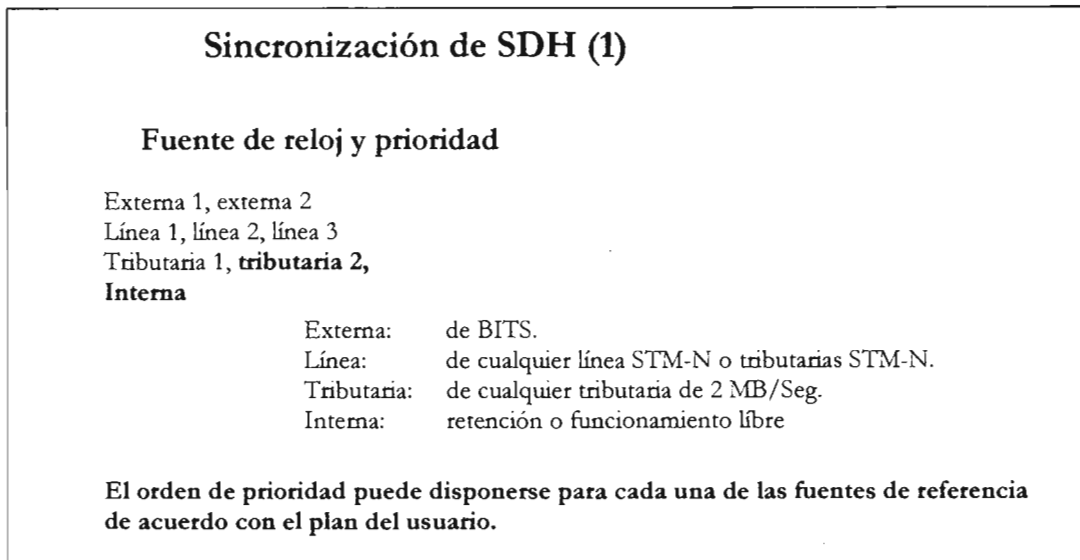 Sincronización de SDH (1)
Fuente de reloj y prioridad
Externa 1, externa 2
Línea 1, línea 2, línea 3
Tributaria 1, tributaria 2,
Interna
Externa: de BITS.
Línea: de cualquier línea STM-N o tributarias STM-N.
Tributaria: de cualquier tributaria de 2 MB/Seg.
Interna: retención o funcionamiento líbre
El orden de prioridad puede disponerse para cada una de las fuentes de referencia
de acuerdo con el plan del usuario.